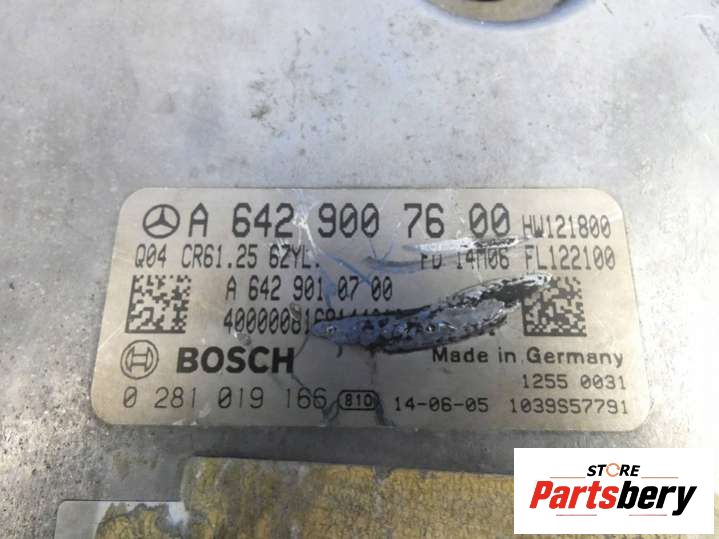 A 642 900 76 00 HW121800
Q04 CR61.25 6ZYL. FD 14M06 FL122100
A 642 901 07 00
BOSCH Made in Germany
1255 0031
0 281 019 166 810 14-06-05 1039S57791
STORE
Partsbery